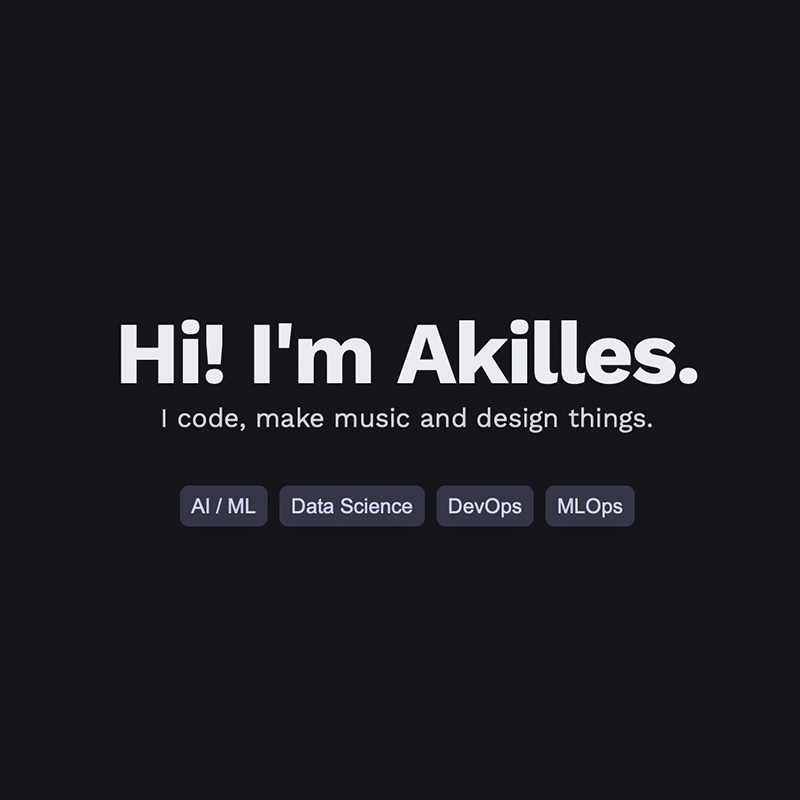 Hi! I'm Akilles.
I code, make music and design things.
AI / ML Data Science DevOps MLOps